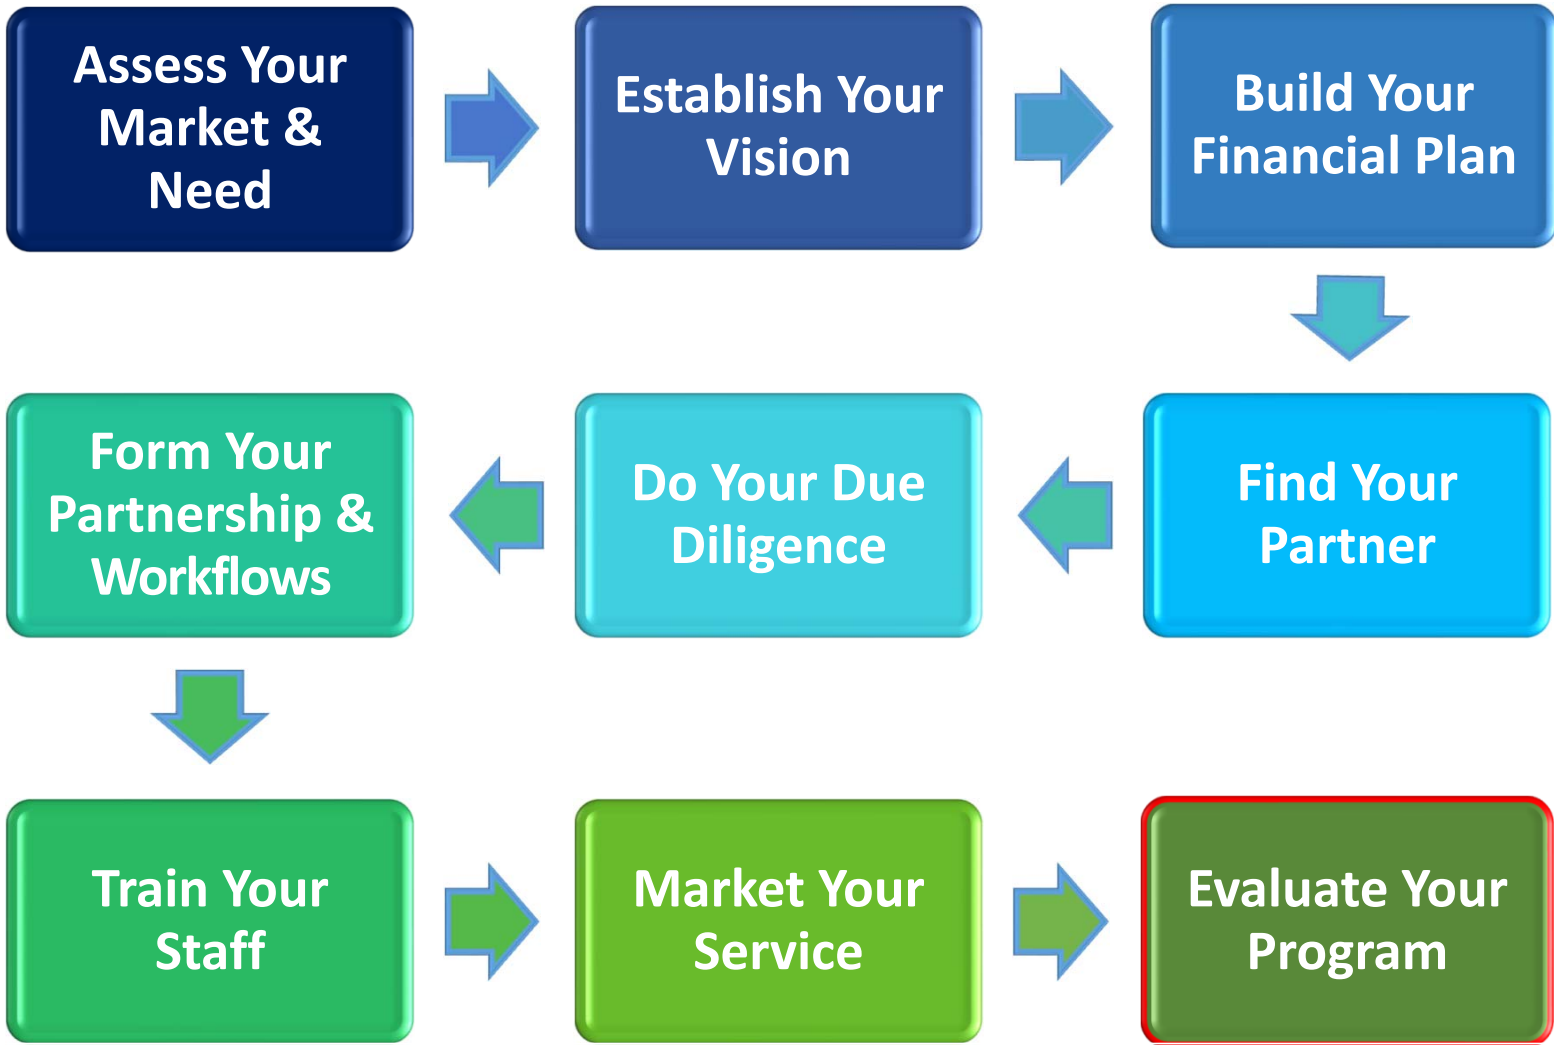 Assess Your
Market &
Need
Establish Your
Vision
Build Your
Financial Plan
Find Your
Partner
Do Your Due
Diligence
Form Your
Partnership &
Workflows
Train Your
Staff
Market Your
Service
Evaluate Your
Program